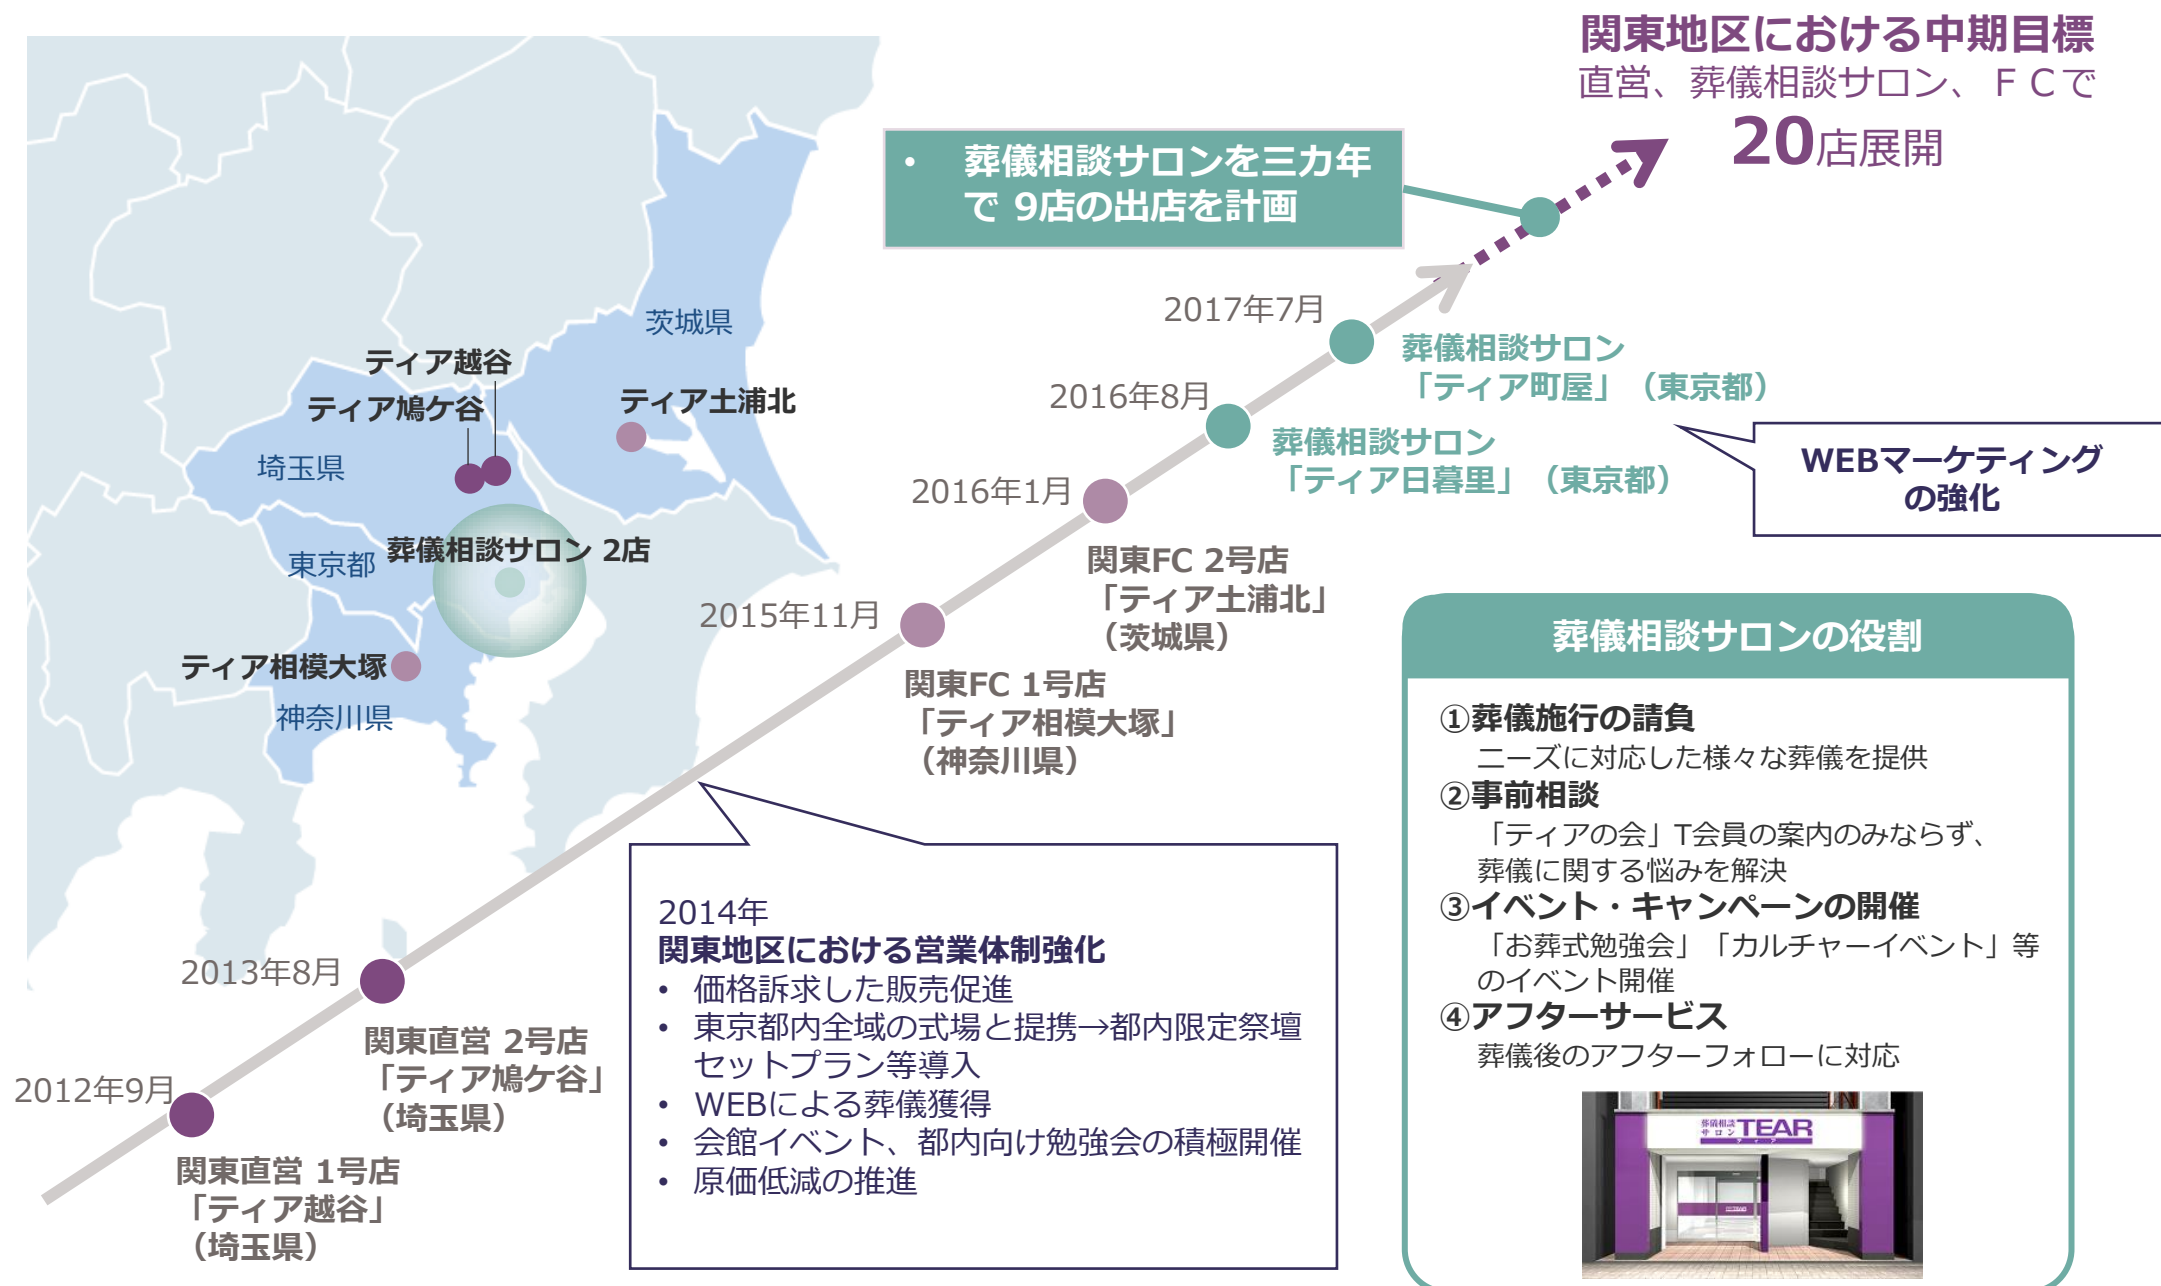 関東地区における中期目標
直営、葬儀相談サロン、ＦＣで
20店展開
• 葬儀相談サロンを三カ年
で 9店の出店を計画
茨城県
ティア越谷
ティア鳩ケ谷
ティア土浦北
埼玉県
東京都
葬儀相談サロン 2店
ティア相模大塚
神奈川県
2017年7月
葬儀相談サロン
「ティア町屋」（東京都）
2016年8月
葬儀相談サロン
「ティア日暮里」（東京都）
WEBマーケティング
の強化
2016年1月
関東FC 2号店
「ティア土浦北」
（茨城県）
2015年11月
関東FC 1号店
「ティア相模大塚」
（神奈川県）
2014年
関東地区における営業体制強化
• 価格訴求した販売促進
• 東京都内全域の式場と提携→都内限定祭壇
セットプラン等導入
• WEBによる葬儀獲得
• 会館イベント、都内向け勉強会の積極開催
• 原価低減の推進
2013年8月
関東直営 2号店
「ティア鳩ケ谷」
（埼玉県）
2012年9月
関東直営 1号店
「ティア越谷」
（埼玉県）
葬儀相談サロンの役割
①葬儀施行の請負
ニーズに対応した様々な葬儀を提供
②事前相談
「ティアの会」T会員の案内のみならず、
葬儀に関する悩みを解決
③イベント・キャンペーンの開催
「お葬式勉強会」「カルチャーイベント」等
のイベント開催
④アフターサービス
葬儀後のアフターフォローに対応
葬儀相談
サロン TEAR
ティア